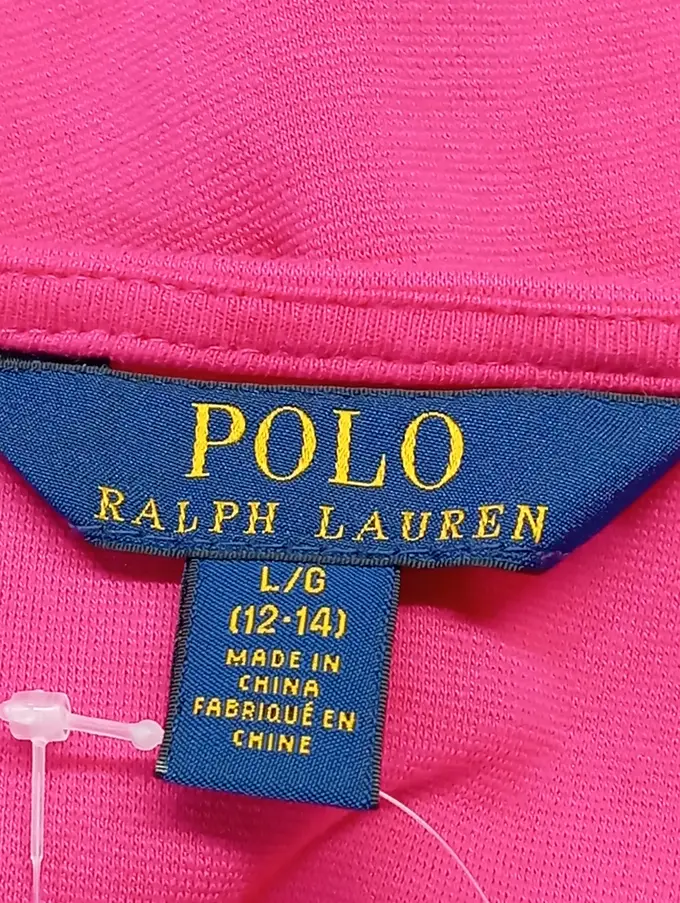 POLO
RALPH LAUREN
L/G
(12-14)
MADE IN
CHINA
FABRIQUÉ EN
CHINE